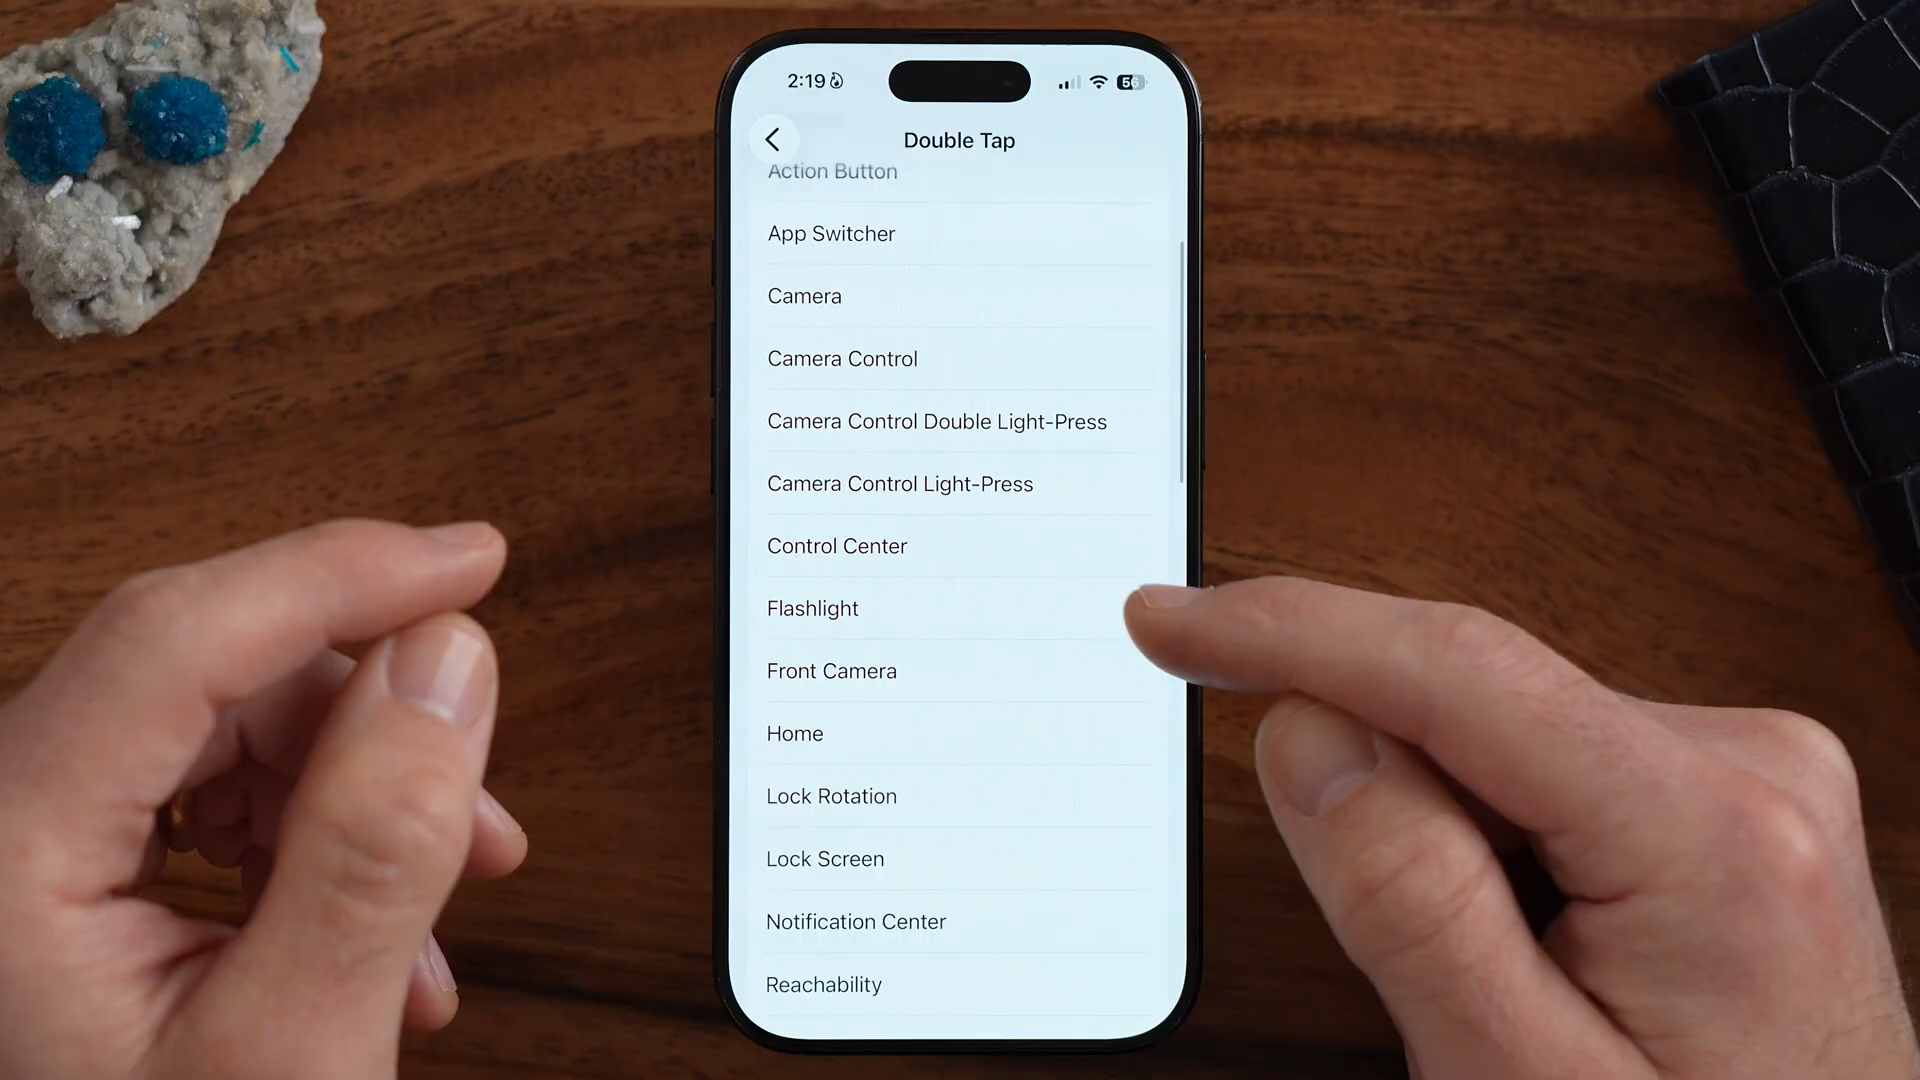 2:19
56
Double Tap
Action Button
App Switcher
Camera
Camera Control
Camera Control Double Light-Press
Camera Control Light-Press
Control Center
Flashlight
Front Camera
Home
Lock Rotation
Lock Screen
Notification Center
Reachability